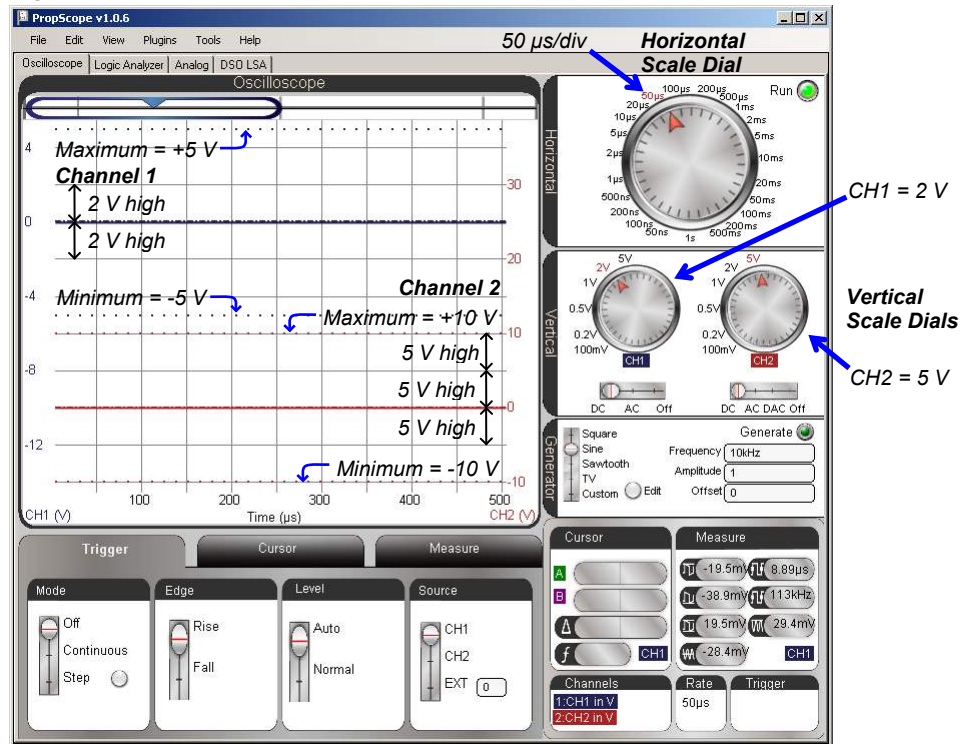 PropScope v1.0.6
File Edit View Plugins Tools Help
50 µs/div
Horizontal
Scale Dial
Oscilloscope Logic Analyzer Analog DSO LSA
Oscilloscope
4
0
-4
-8
-12
Maximum = +5 V
Channel 1
2 V high
2 V high
Minimum = -5 V
Channel 2
Maximum = +10 V
5 V high
5 V high
5 V high
Minimum = -10 V
30
20
10
0
-10
100 200 300 400 500
CH1 (V) Time (µs) CH2 (V)
Horizontal
Run
50ns
100ns
200ns
500ns
1µs
2µs
5µs
10µs
20µs
50µs
100µs
200µs
500µs
1ms
2ms
5ms
10ms
20ms
50ms
100ms
200ms
500ms
1s
CH1 = 2 V
Vertical
5V
2V
1V
0.5V
0.2V
100mV
CH1
DC AC Off
5V
2V
1V
0.5V
0.2V
100mV
CH2
DC AC DAC Off
Vertical
Scale Dials
CH2 = 5 V
Generator
Square
Sine
Sawtooth
TV
Custom Edit
Generate
Frequency 10kHz
Amplitude 1
Offset 0
Trigger Cursor Measure
Mode
Off
Continuous
Step
Edge
Rise
Fall
Level
Auto
Normal
Source
CH1
CH2
EXT 0
Cursor
A
B
Δ
f CH1
Measure
-19.5mV 8.89µs
-38.9mV 113kHz
19.5mV 29.4mV
-28.4mV CH1
Channels
1:CH1 in V
2:CH2 in V
Rate
50µs
Trigger